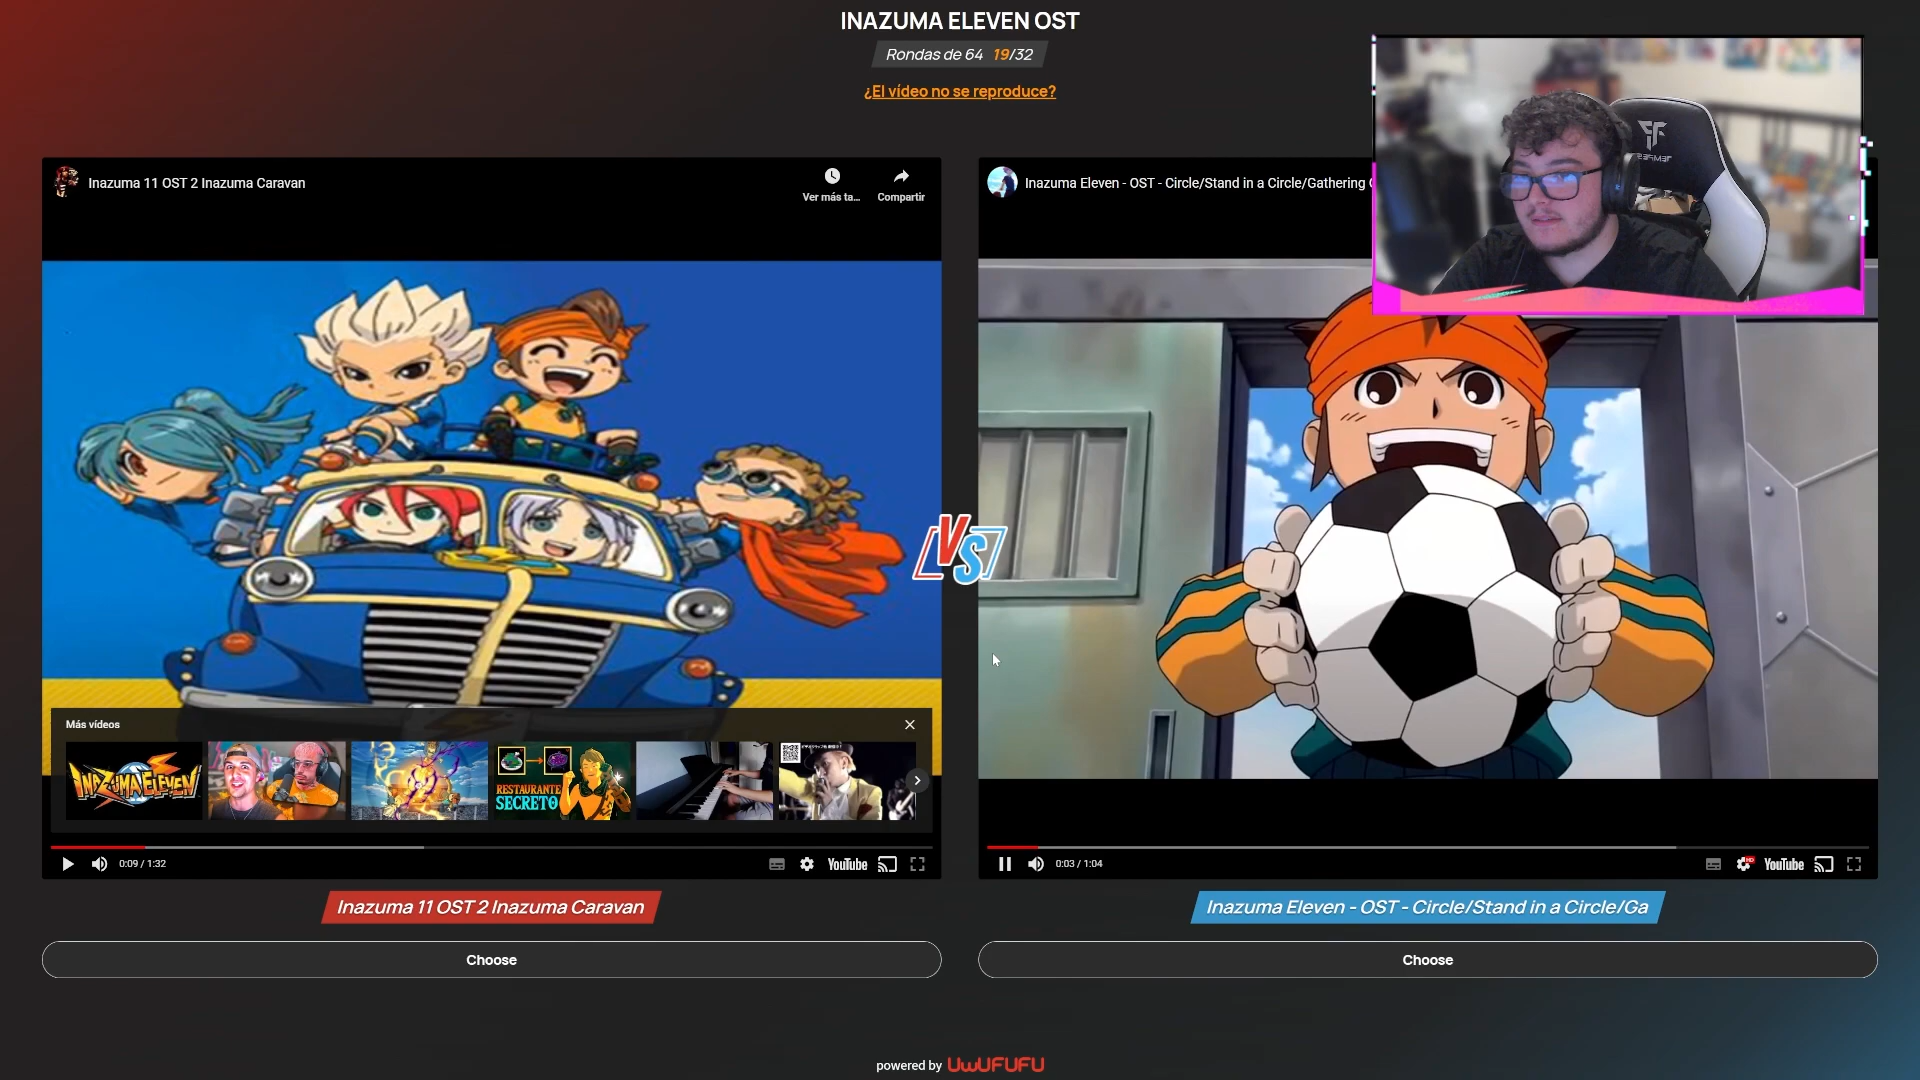 INAZUMA ELEVEN OST
Rondas de 64 19/32
¿El vídeo no se reproduce?
Inazuma 11 OST 2 Inazuma Caravan
Ver más ta...
Compartir
Inazuma Eleven - OST - Circle/Stand in a Circle/Gathering
VS
Más vídeos
INAZUMA ELEVEN
RESTAURANTE
SECRETO
0:09 / 1:32
YouTube
0:03 / 1:04
HD
YouTube
Inazuma 11 OST 2 Inazuma Caravan
Inazuma Eleven - OST - Circle/Stand in a Circle/Ga
Choose
Choose
powered by UwUFUFU